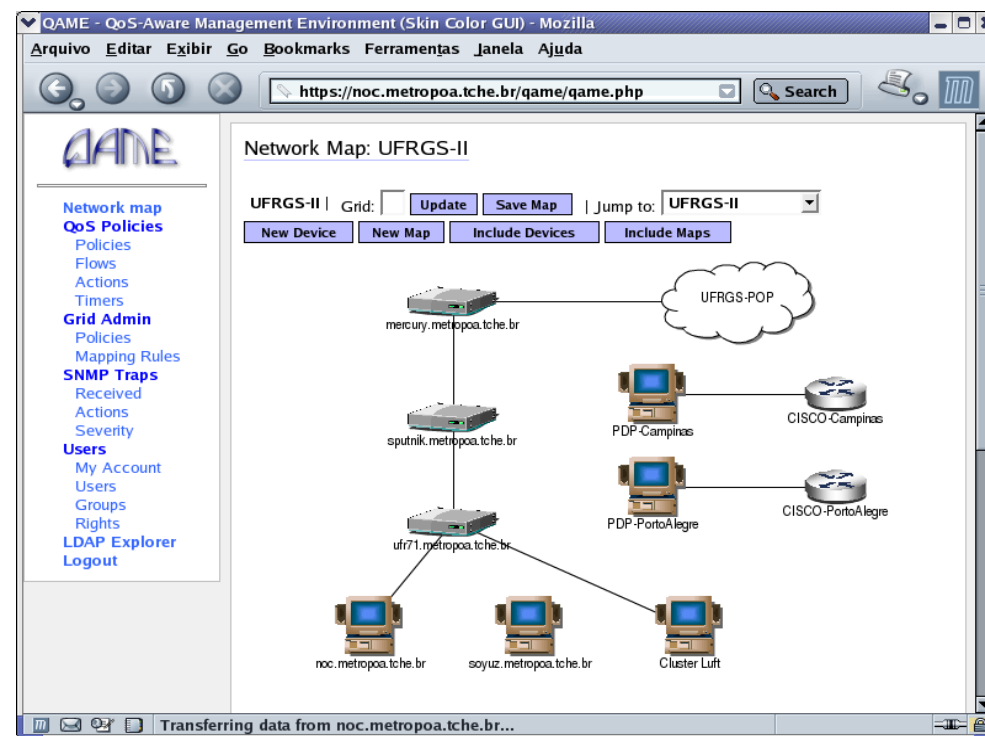 QAME - QoS-Aware Management Environment (Skin Color GUI) - Mozilla
Arquivo Editar Exibir Go Bookmarks Ferramentas Janela Ajuda
https://noc.metropoa.tche.br/qame/qame.php Search
QAME
Network map
QoS Policies
Policies
Flows
Actions
Timers
Grid Admin
Policies
Mapping Rules
SNMP Traps
Received
Actions
Severity
Users
My Account
Users
Groups
Rights
LDAP Explorer
Logout
Network Map: UFRGS-II
UFRGS-II | Grid: Update Save Map | Jump to: UFRGS-II
New Device New Map Include Devices Include Maps
UFRGS-POP
mercury.metropoa.tche.br
CISCO-Campinas
PDP-Campinas
sputnik.metropoa.tche.br
CISCO-PortoAlegre
PDP-PortoAlegre
ufr71.metropoa.tche.br
noc.metropoa.tche.br soyuz.metropoa.tche.br Cluster Luft
Transferring data from noc.metropoa.tche.br...